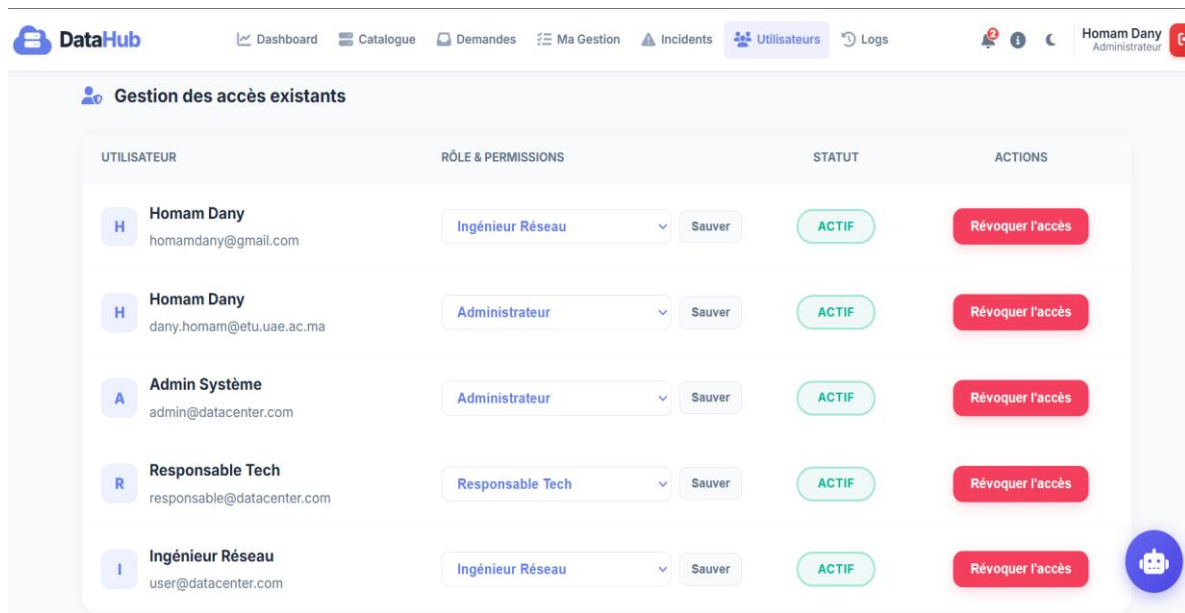 DataHub
Dashboard Catalogue Demandes Ma Gestion Incidents Utilisateurs Logs
2
Homam Dany
Administrateur
Gestion des accès existants
UTILISATEUR RÔLE & PERMISSIONS STATUT ACTIONS
H
Homam Dany
homamdany@gmail.com
Ingénieur Réseau Sauver ACTIF Révoquer l'accès
H
Homam Dany
dany.homam@etu.uae.ac.ma
Administrateur Sauver ACTIF Révoquer l'accès
A
Admin Système
admin@datacenter.com
Administrateur Sauver ACTIF Révoquer l'accès
R
Responsable Tech
responsable@datacenter.com
Responsable Tech Sauver ACTIF Révoquer l'accès
I
Ingénieur Réseau
user@datacenter.com
Ingénieur Réseau Sauver ACTIF Révoquer l'accès